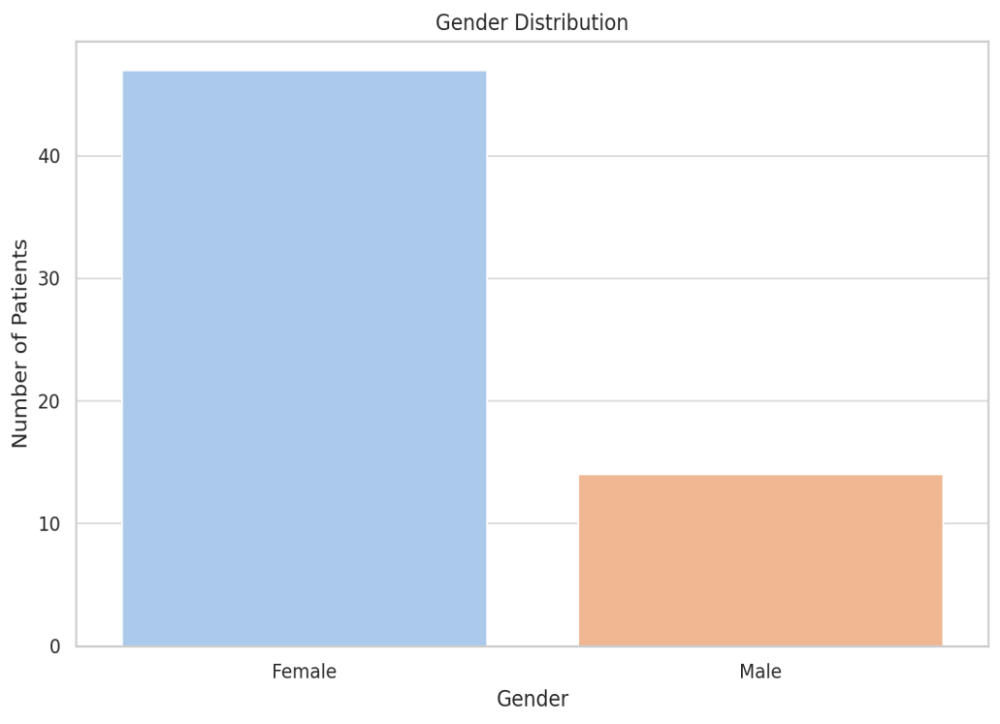 Gender Distribution
Number of Patients
40
30
20
10
0
Female
Male
Gender